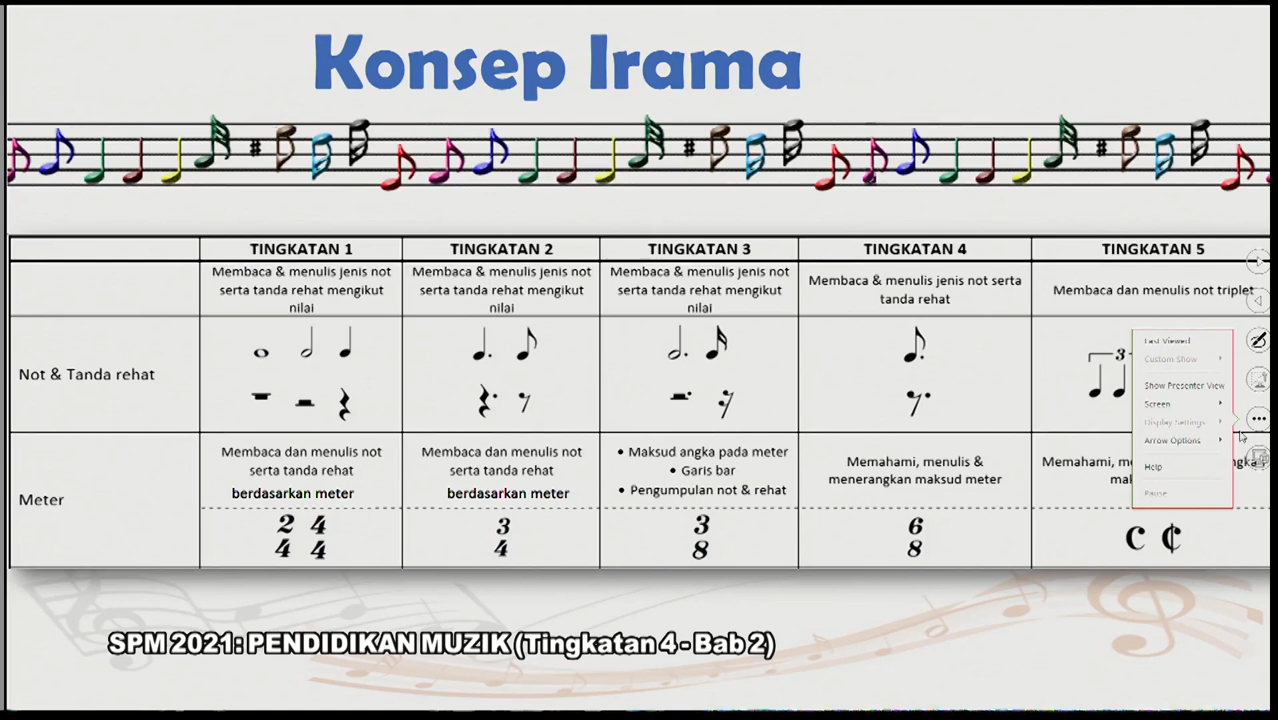 Konsep Irama
TINGKATAN 1
TINGKATAN 2
TINGKATAN 3
TINGKATAN 4
TINGKATAN 5
Membaca & menulis jenis not
serta tanda rehat mengikut
nilai
Membaca & menulis jenis not
serta tanda rehat mengikut
nilai
Membaca & menulis jenis not
serta tanda rehat mengikut
nilai
Membaca & menulis jenis not serta
tanda rehat
Membaca dan menulis not triplet
Not & Tanda rehat
3
Meter
Membaca dan menulis not
serta tanda rehat
berdasarkan meter
2 4
4 4
Membaca dan menulis not
serta tanda rehat
berdasarkan meter
3
4
• Maksud angka pada meter
• Garis bar
• Pengumpulan not & rehat
3
8
Memahami, menulis &
menerangkan maksud meter
6
8
Memahami,
Last Viewed
Custom Show
Show Presenter View
Screen
Display Settings
Arrow Options
Help
Pause
SPM 2021: PENDIDIKAN MUZIK (Tingkatan 4 - Bab 2)